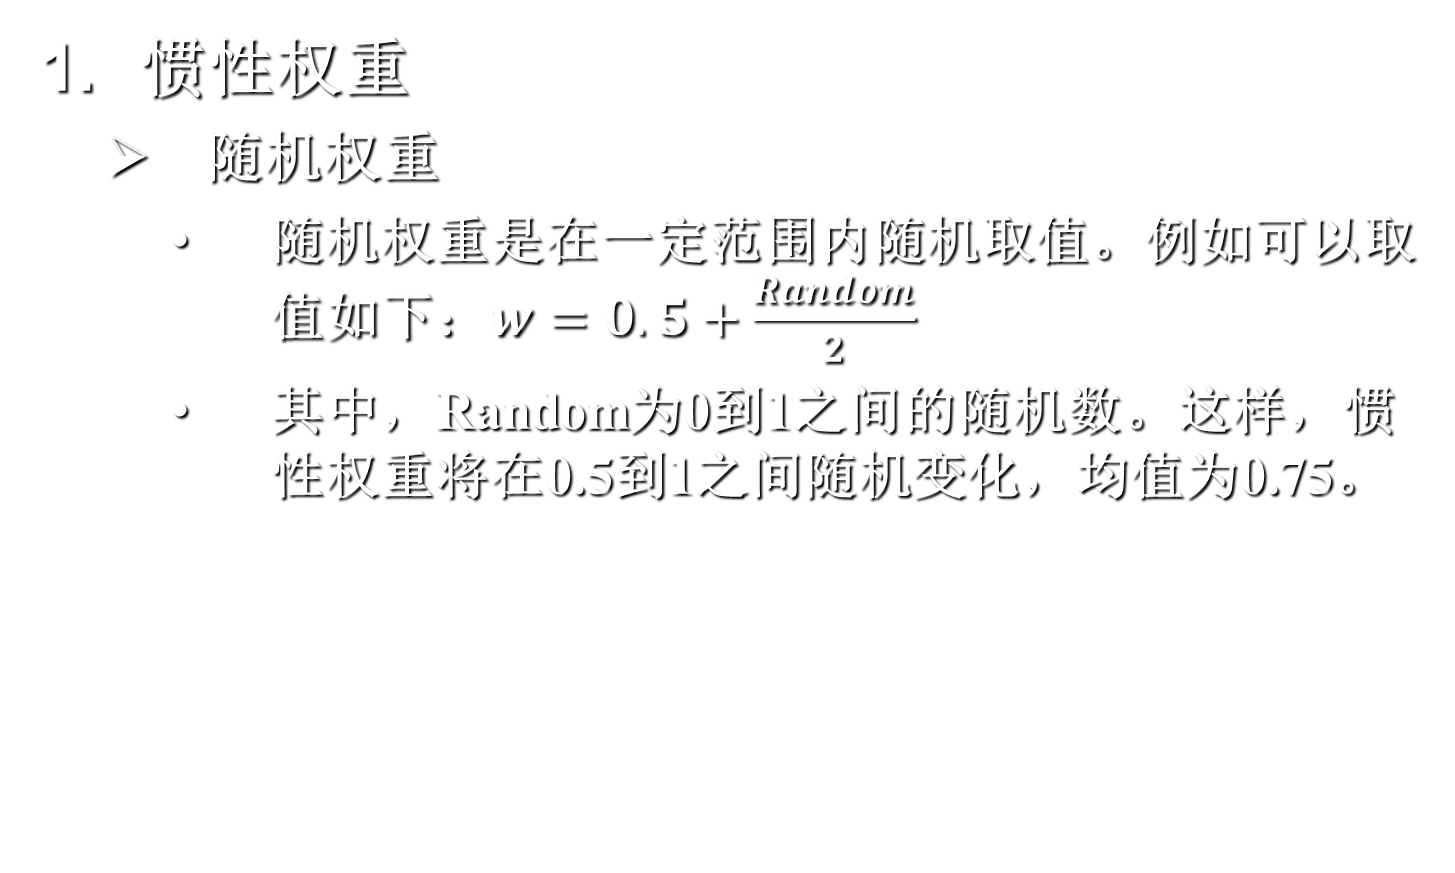 1. 惯性权重
➢ 随机权重
• 随机权重是在一定范围内随机取值。例如可以取
值如下：w = 0.5 + Random/2
• 其中，Random为0到1之间的随机数。这样，惯
性权重将在0.5到1之间随机变化，均值为0.75。